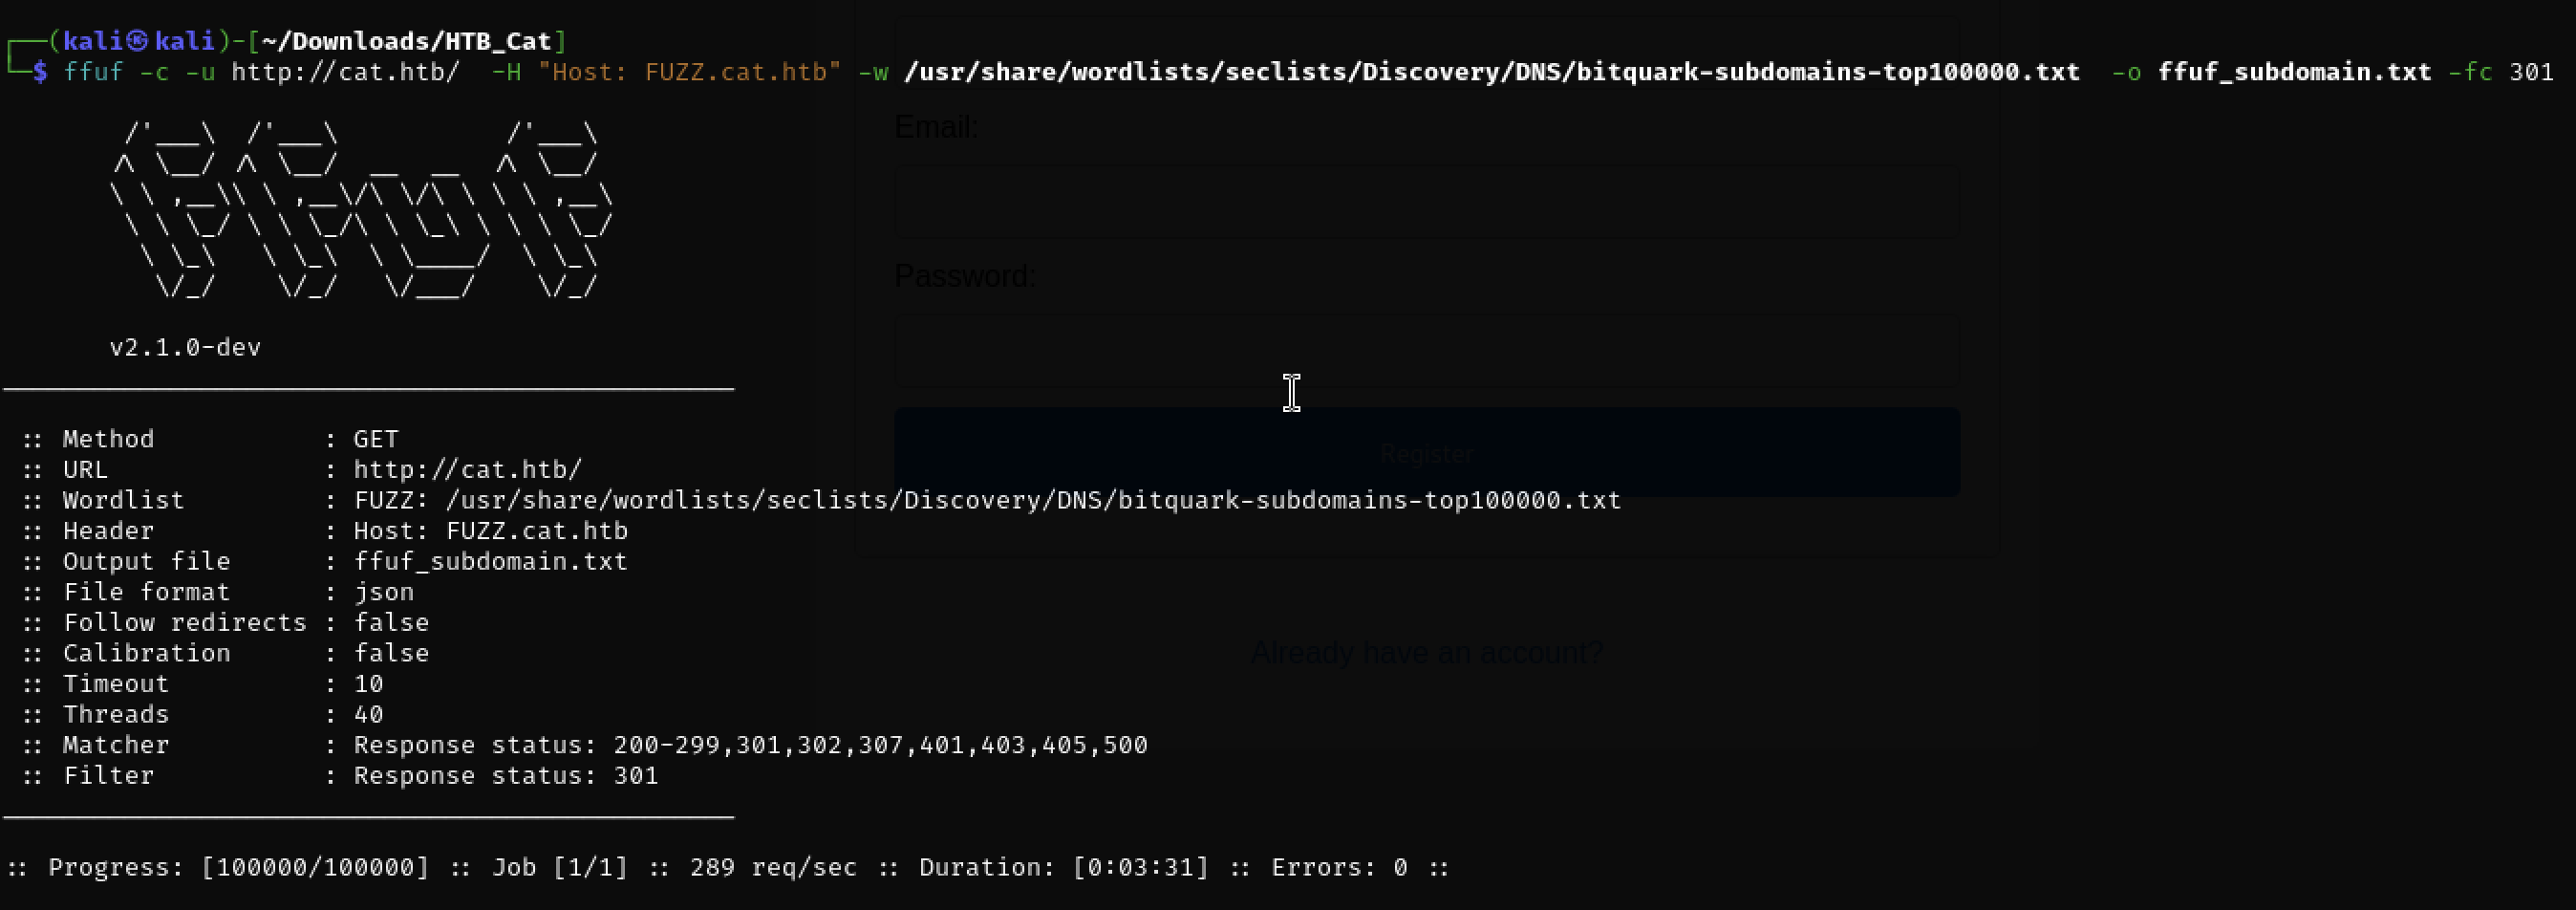 ┌──(kali㉿kali)-[~/Downloads/HTB_Cat]
└─$ ffuf -c -u http://cat.htb/  -H "Host: FUZZ.cat.htb" -w /usr/share/wordlists/seclists/Discovery/DNS/bitquark-subdomains-top100000.txt  -o ffuf_subdomain.txt -fc 301
Email:
Password:
v2.1.0-dev
Register
:: Method : GET
:: URL : http://cat.htb/
:: Wordlist : FUZZ: /usr/share/wordlists/seclists/Discovery/DNS/bitquark-subdomains-top100000.txt
:: Header : Host: FUZZ.cat.htb
:: Output file : ffuf_subdomain.txt
:: File format : json
:: Follow redirects : false
:: Calibration : false
Already have an account?
:: Timeout : 10
:: Threads : 40
:: Matcher : Response status: 200-299,301,302,307,401,403,405,500
:: Filter : Response status: 301
:: Progress: [100000/100000] :: Job [1/1] :: 289 req/sec :: Duration: [0:03:31] :: Errors: 0 ::